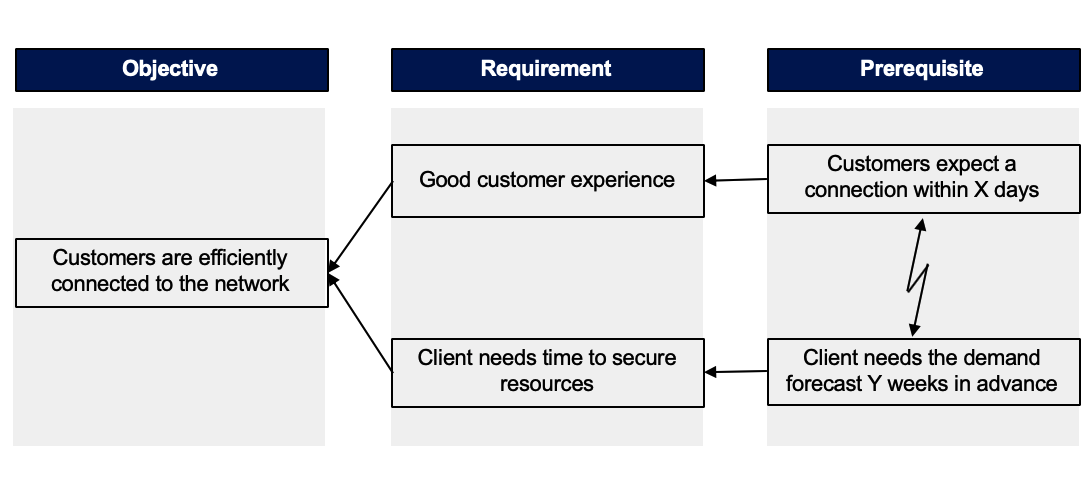 Objective
Requirement
Prerequisite
Customers are efficiently
connected to the network
Good customer experience
Client needs time to secure
resources
Customers expect a
connection within X days
Client needs the demand
forecast Y weeks in advance